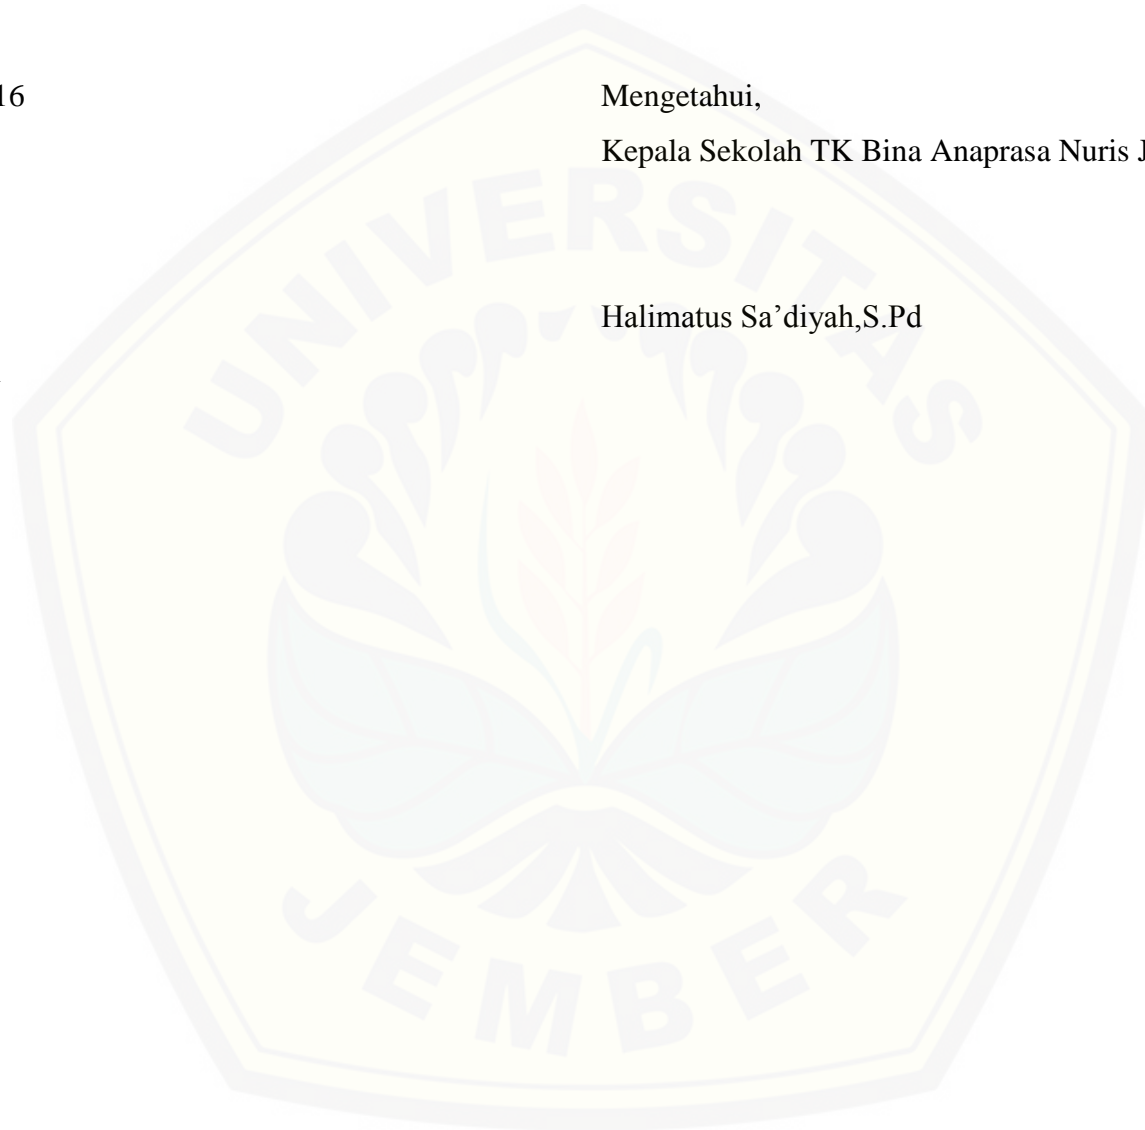 16 Mengetahui,
Kepala Sekolah TK Bina Anaprasa Nuris J
Halimatus Sa’diyah,S.Pd
UNIVERSITAS
JEMBER